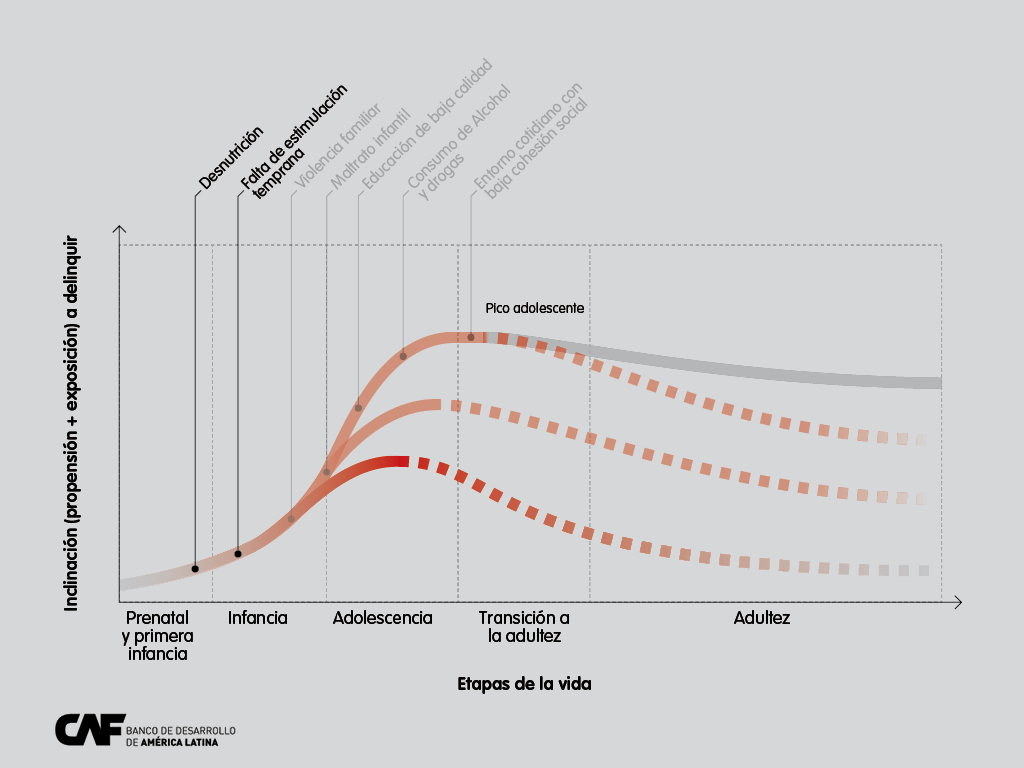 Desnutrición
Falta de estimulación
temprana
Violencia familiar
Maltrato infantil
Educación de baja calidad
Consumo de Alcohol
y drogas
Entorno cotidiano con
baja cohesión social
Inclinación (propensión + exposición) a delinquir
Pico adolescente
Prenatal
y primera
infancia
Infancia
Adolescencia
Transición a
la adultez
Adultez
Etapas de la vida
CAF
BANCO DE DESARROLLO
DE AMÉRICA LATINA